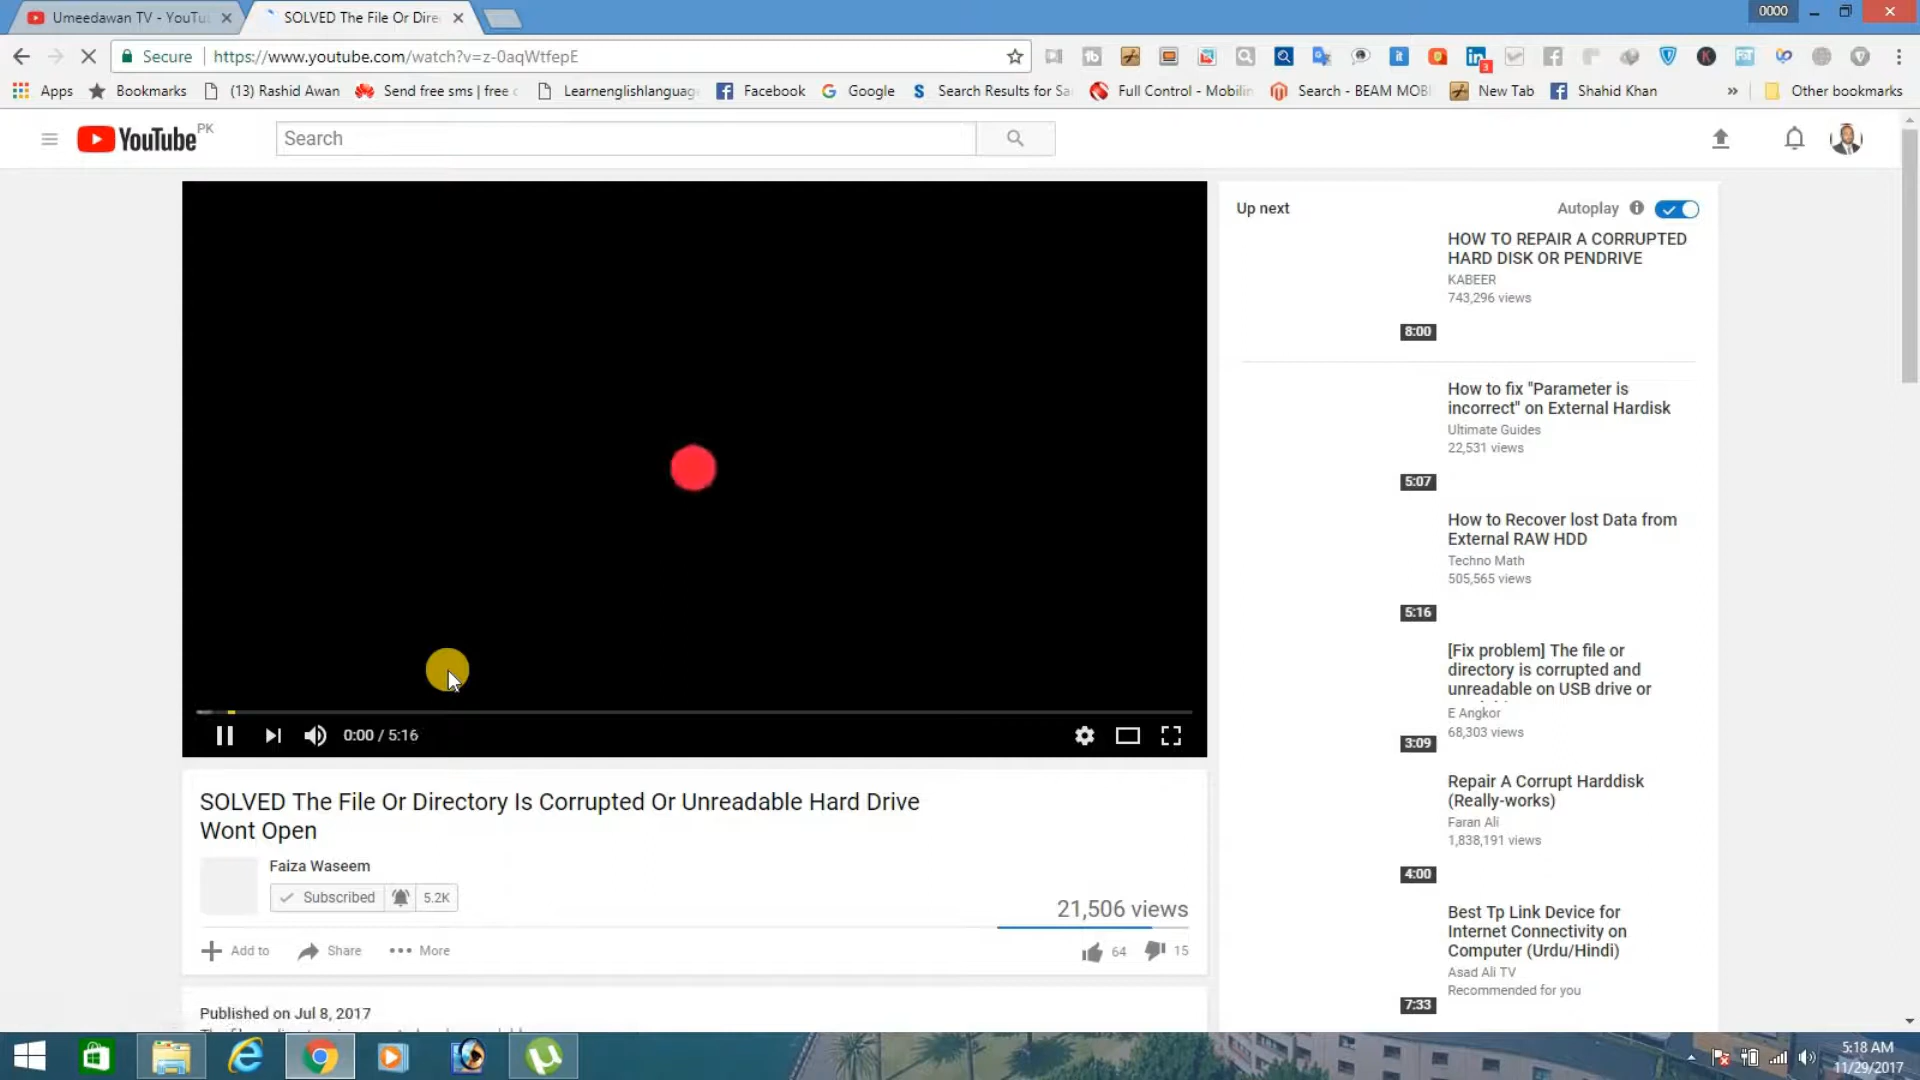 Umeedawan TV - YouTu
SOLVED The File Or Dire
0000
Secure
https://www.youtube.com/watch?v=z-0aqWtfepE
Apps
Bookmarks
(13) Rashid Awan
Send free sms | free
Learnenglishlanguag
Facebook
Google
Search Results for Sa
Full Control - Mobilin
Search - BEAM MOBI
New Tab
Shahid Khan
»
Other bookmarks
YouTube PK
Search
Up next
Autoplay
HOW TO REPAIR A CORRUPTED
HARD DISK OR PENDRIVE
KABEER
743,296 views
8:00
How to fix "Parameter is
incorrect" on External Hardisk
Ultimate Guides
22,531 views
5:07
How to Recover lost Data from
External RAW HDD
Techno Math
505,565 views
5:16
[Fix problem] The file or
directory is corrupted and
unreadable on USB drive or
E Angkor
68,303 views
3:09
Repair A Corrupt Harddisk
(Really-works)
Faran Ali
1,838,191 views
4:00
Best Tp Link Device for
Internet Connectivity on
Computer (Urdu/Hindi)
Asad Ali TV
Recommended for you
7:33
0:00 / 5:16
SOLVED The File Or Directory Is Corrupted Or Unreadable Hard Drive
Wont Open
Faiza Waseem
Subscribed
5.2K
21,506 views
Add to
Share
More
64
15
Published on Jul 8, 2017
5:18 AM
11/29/2017